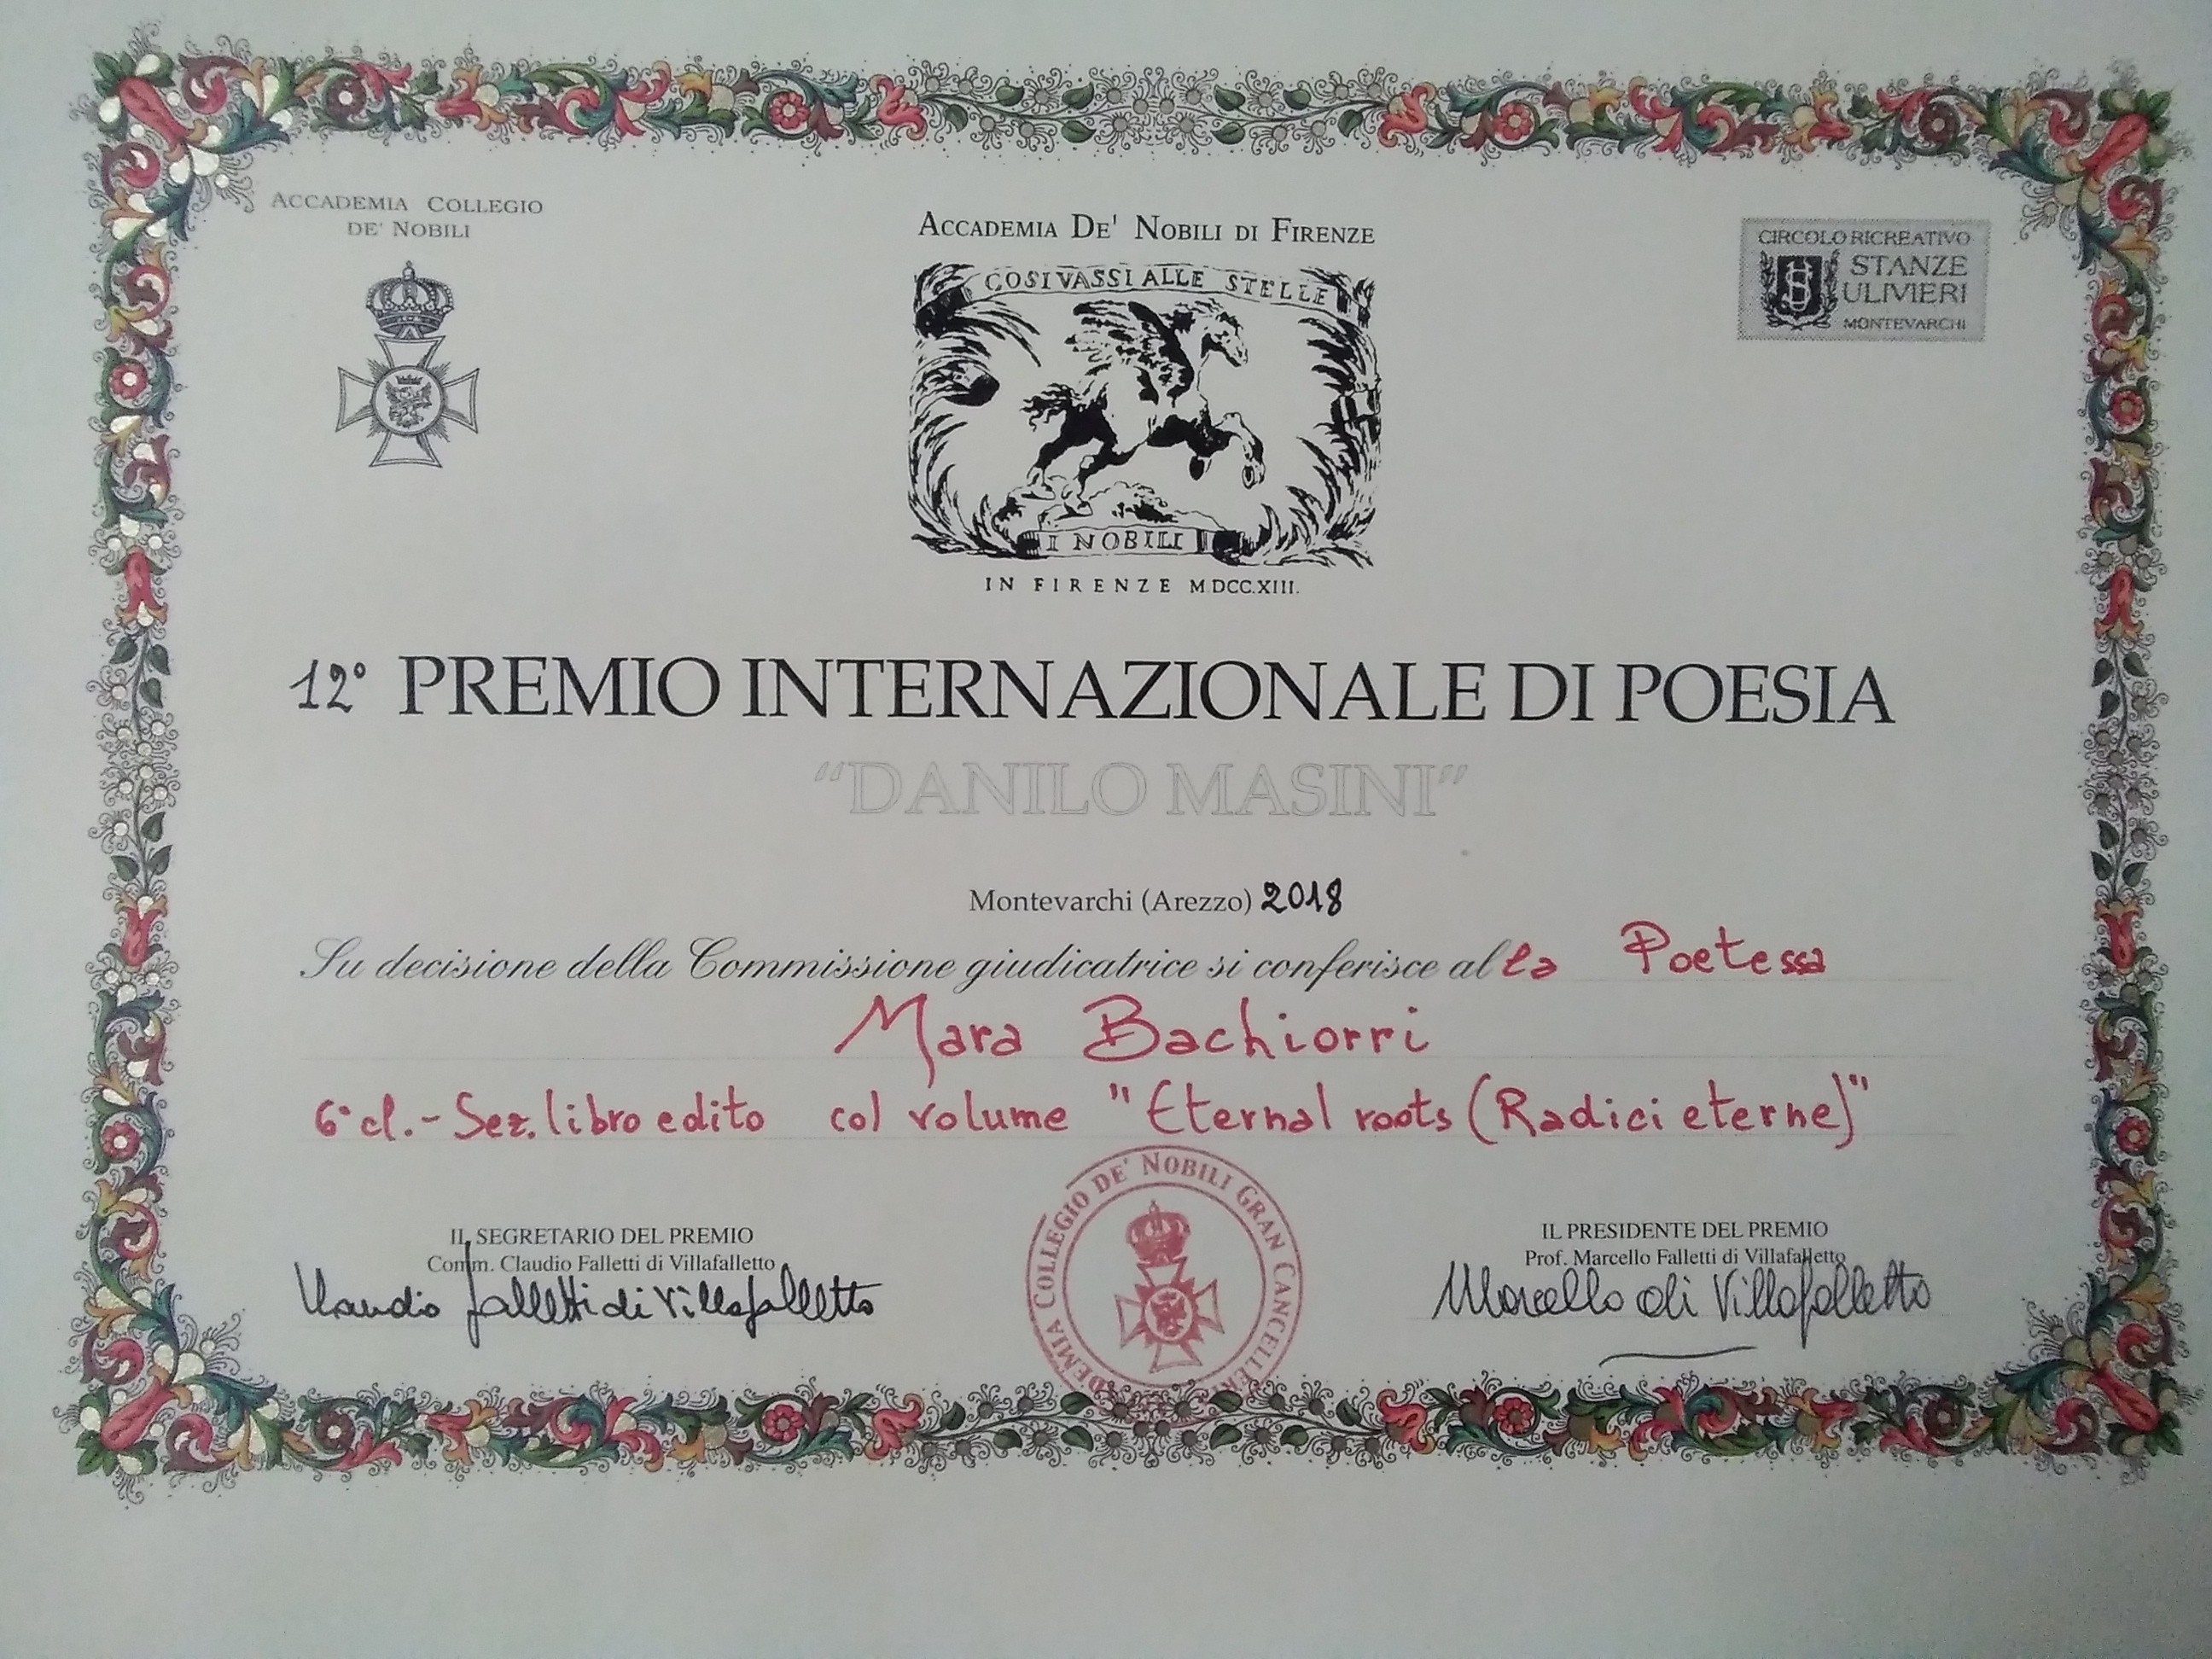 ACCADEMIA COLLEGIO
DE' NOBILI
ACCADEMIA DE' NOBILI DI FIRENZE
COSI VASSI ALLE STELLE
I NOBILI
IN FIRENZE MDCC.XIII.
CIRCOLO RICREATIVO
STANZE
ULIVIERI
MONTEVARCHI
12° PREMIO INTERNAZIONALE DI POESIA
"DANILO MASINI"
Montevarchi (Arezzo) 2018
Su decisione della Commissione giudicatrice si conferisce alla Poetessa
Mara Bachiorri
6° cl. - Sez. libro edito col volume "Eternal roots (Radici eterne)"
IL SEGRETARIO DEL PREMIO
Comm. Claudio Falletti di Villafalletto
Claudio Falletti di Villafalletto
COLLEGIO DE' NOBILI GRAN
IL PRESIDENTE DEL PREMIO
Prof. Marcello Falletti di Villafalletto
Marcello di Villafalletto